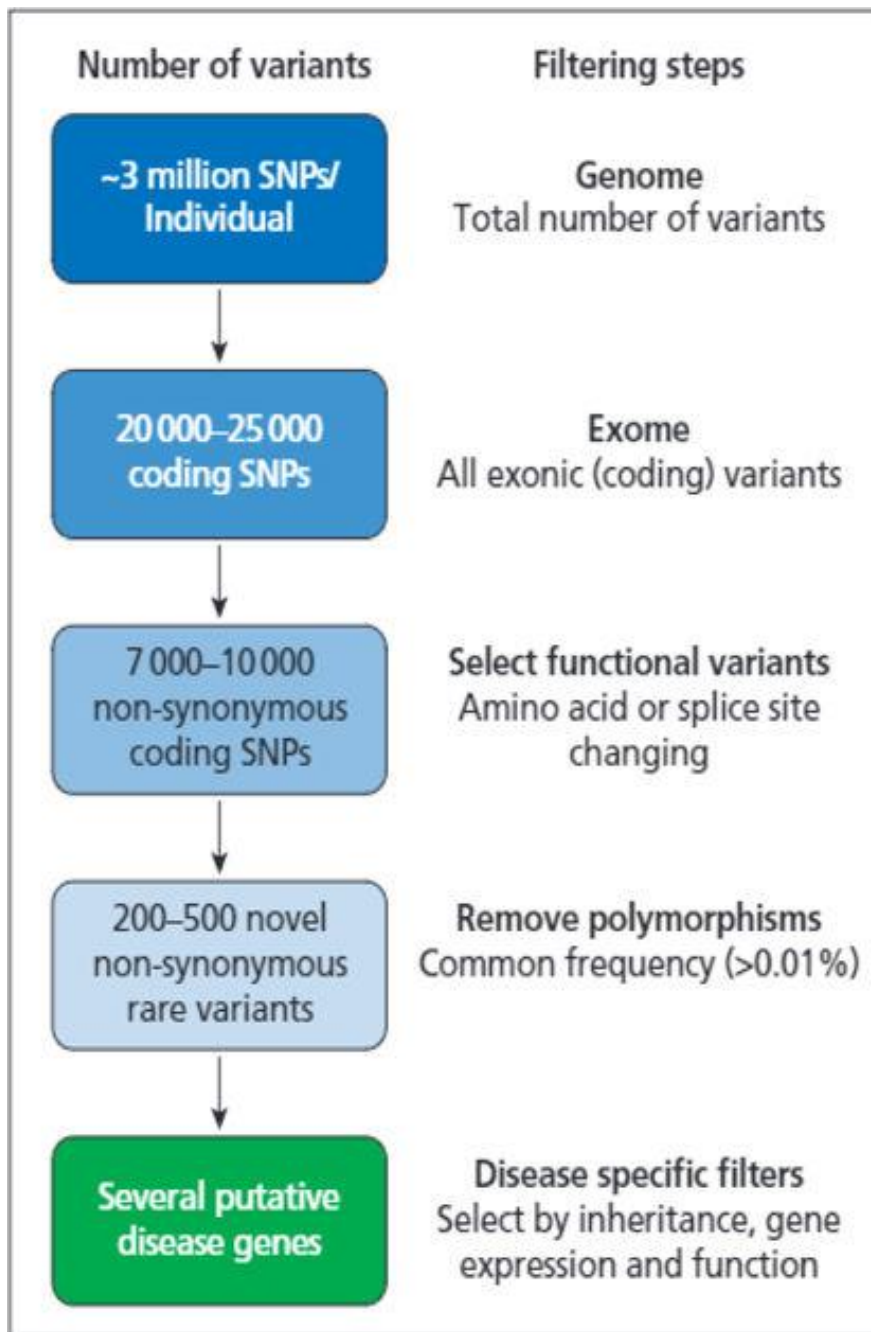 Number of variants
Filtering steps
~3 million SNPs/
Individual
Genome
Total number of variants
20 000–25 000
coding SNPs
Exome
All exonic (coding) variants
7 000–10 000
non-synonymous
coding SNPs
Select functional variants
Amino acid or splice site
changing
200–500 novel
non-synonymous
rare variants
Remove polymorphisms
Common frequency (>0.01%)
Several putative
disease genes
Disease specific filters
Select by inheritance, gene
expression and function